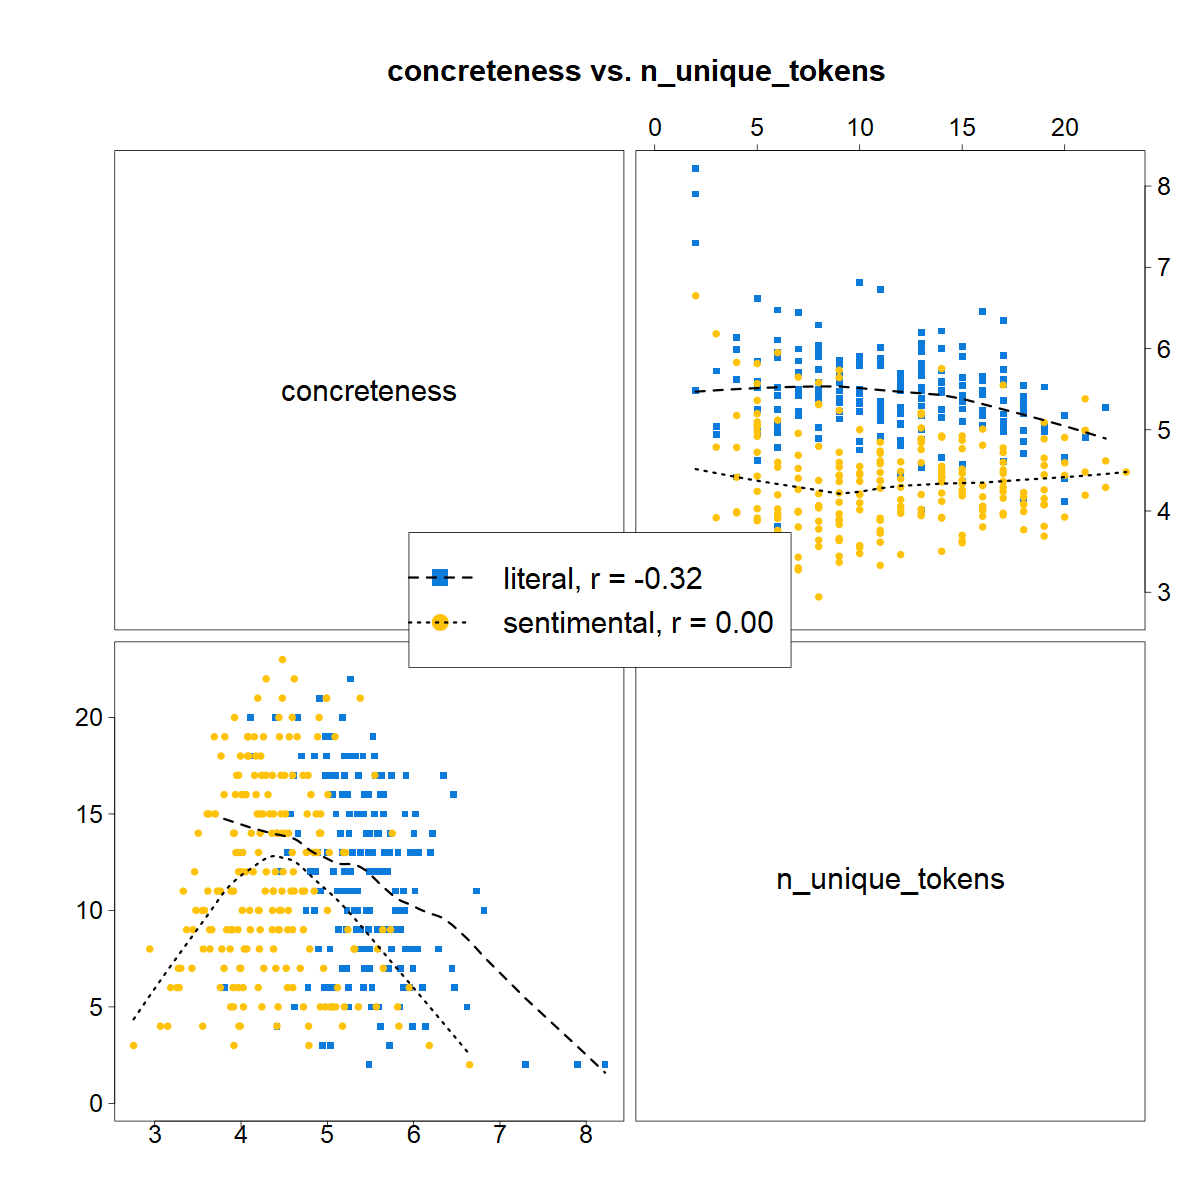 concreteness vs. n_unique_tokens
0 5 10 15 20
concreteness
8
7
6
5
4
3
literal, r = -0.32
sentimental, r = 0.00
20
15
10
5
0
n_unique_tokens
3 4 5 6 7 8